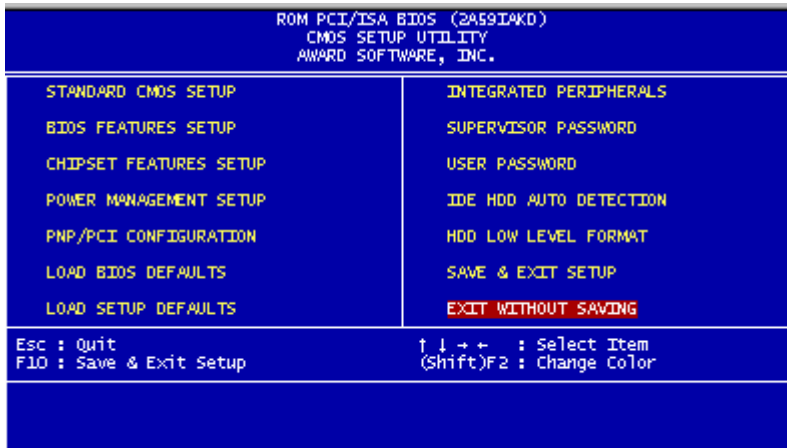 ROM PCI/ISA BIOS (2A59IAKD)
CMOS SETUP UTILITY
AWARD SOFTWARE, INC.
STANDARD CMOS SETUP
BIOS FEATURES SETUP
CHIPSET FEATURES SETUP
POWER MANAGEMENT SETUP
PNP/PCI CONFIGURATION
LOAD BIOS DEFAULTS
LOAD SETUP DEFAULTS
INTEGRATED PERIPHERALS
SUPERVISOR PASSWORD
USER PASSWORD
IDE HDD AUTO DETECTION
HDD LOW LEVEL FORMAT
SAVE & EXIT SETUP
EXIT WITHOUT SAVING
Esc : Quit
F10 : Save & Exit Setup
↑ ↓ → ← : Select Item
(Shift)F2 : Change Color